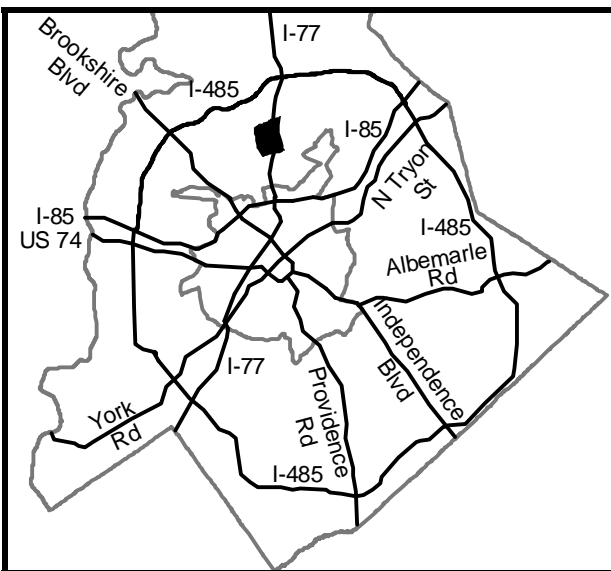 I-77
Brookshire
Blvd
I-485
I-85
N Tryon
St
I-85
US 74
I-485
Albemarle
Rd
Independence
Blvd
I-77
Providence
Rd
York
Rd
I-485